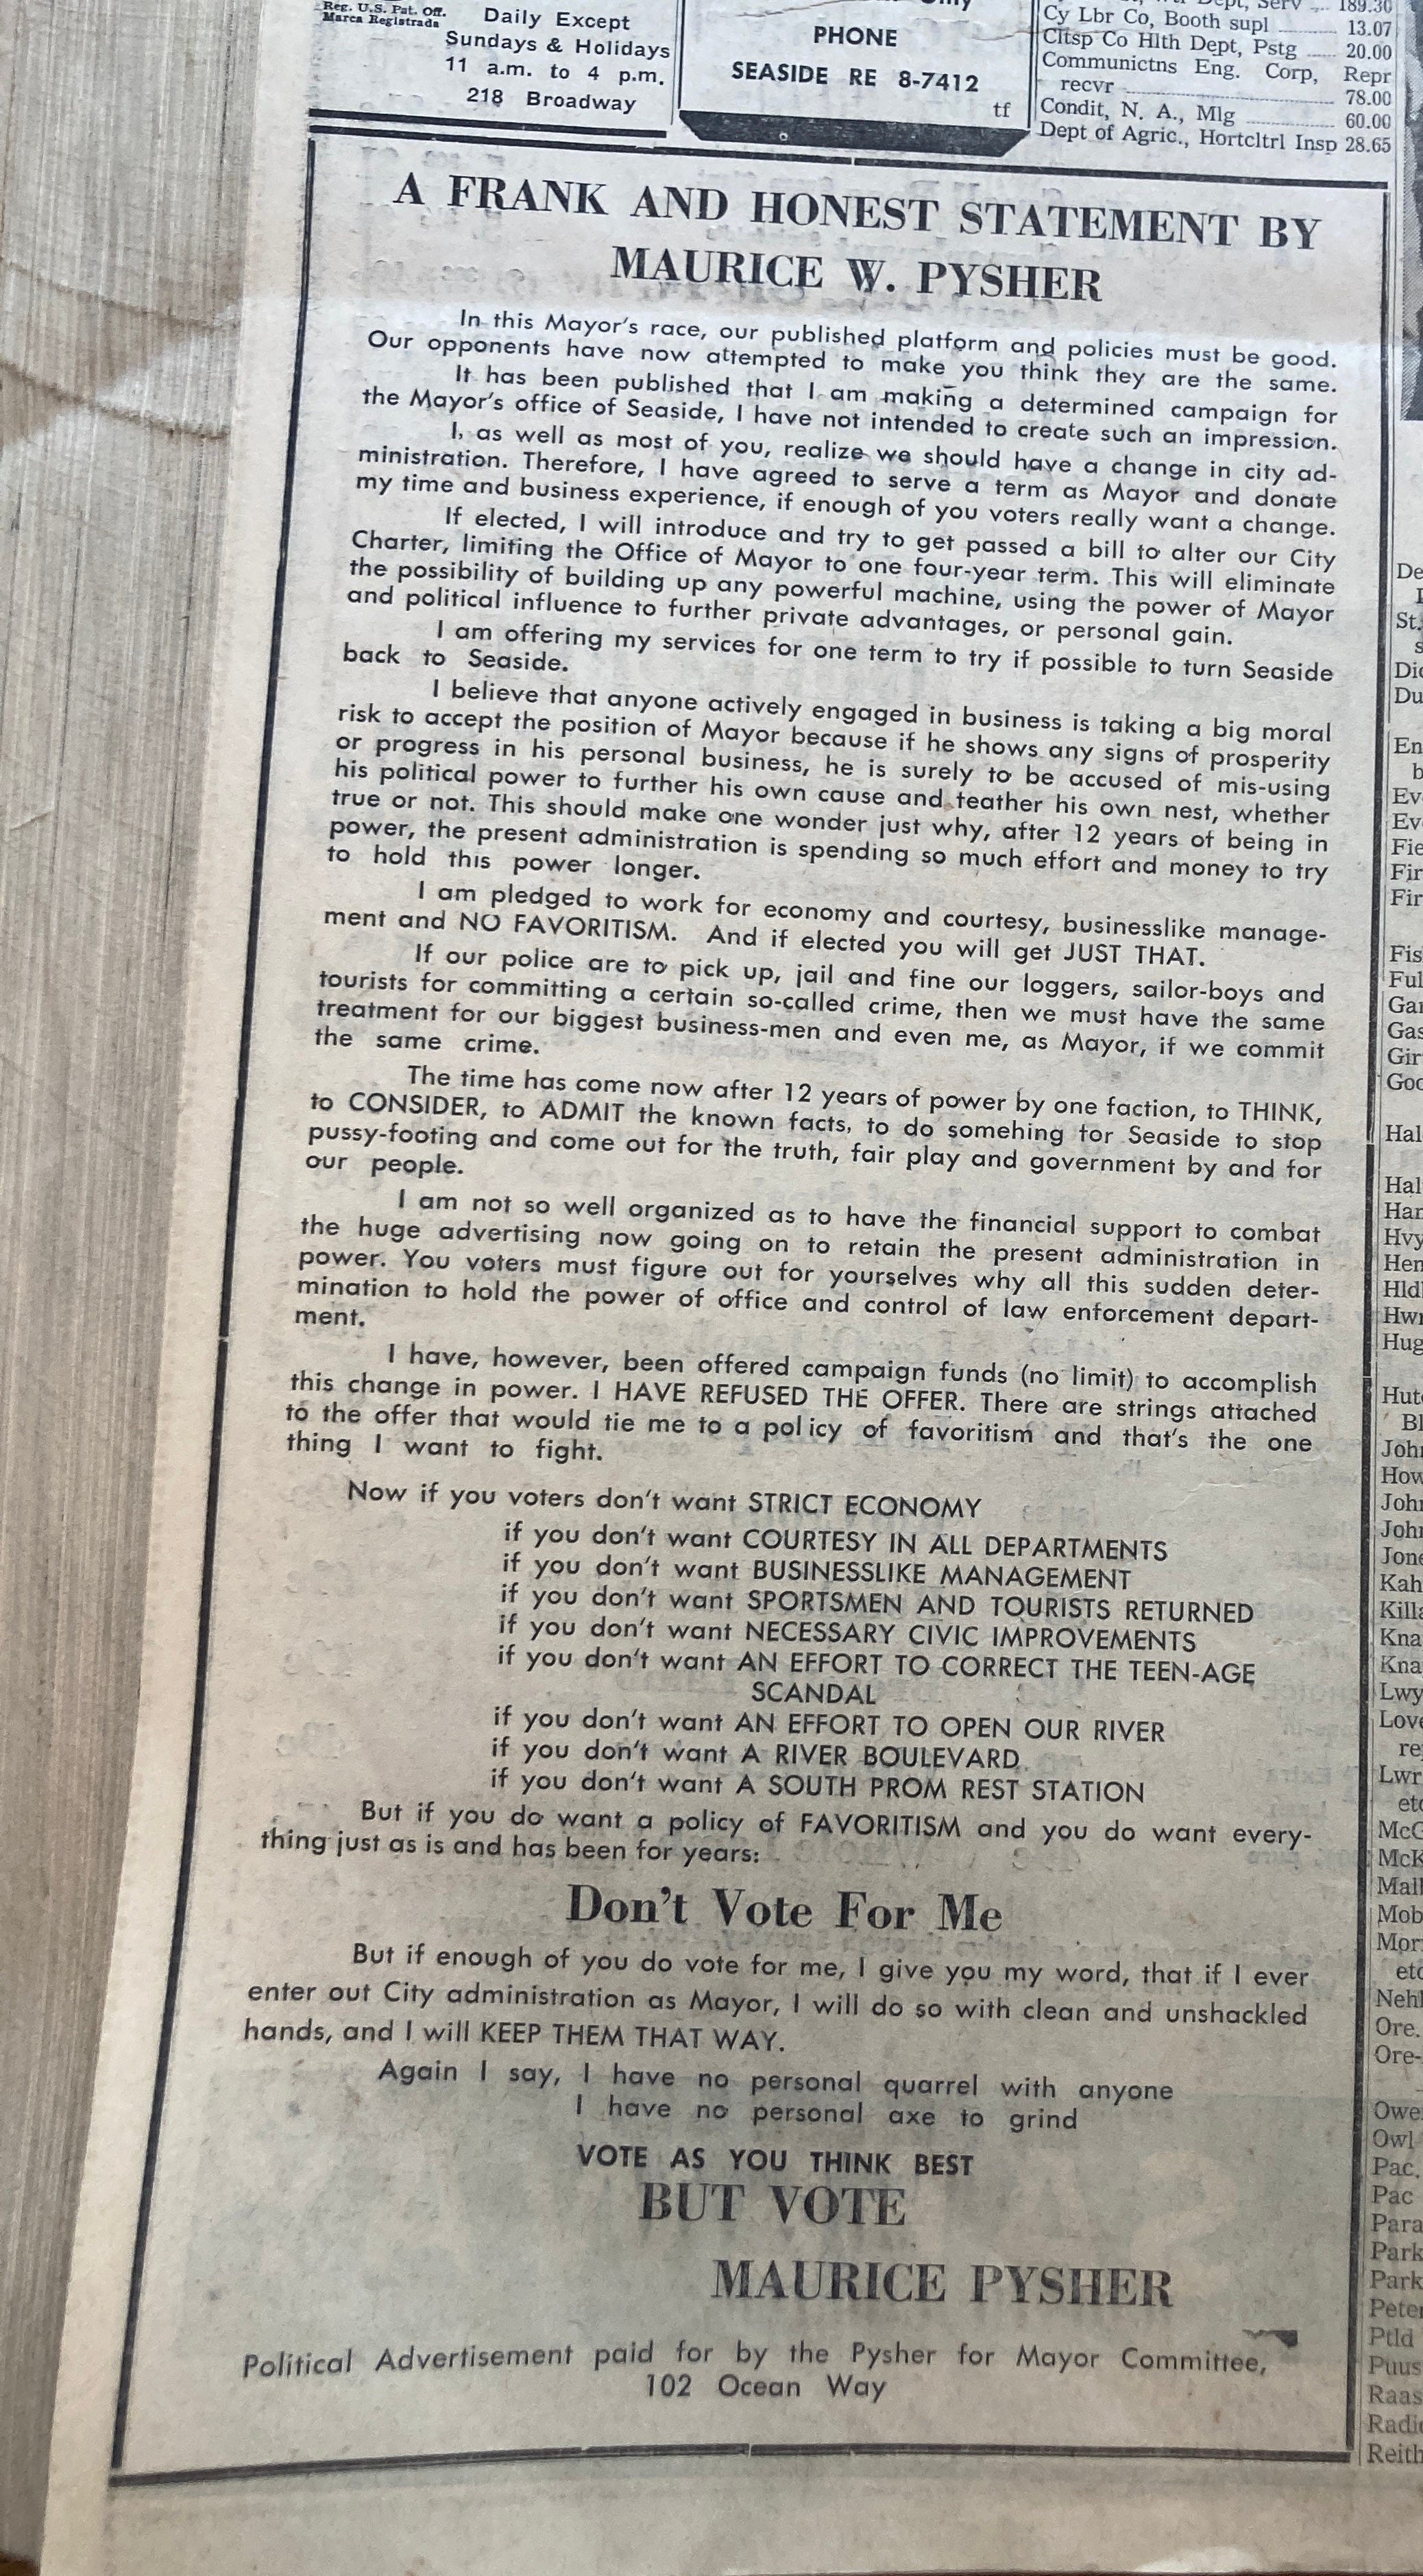 Reg. U.S. Pat. Off.
Marca Registrada
Daily Except
Sundays & Holidays
11 a.m. to 4 p.m.
218 Broadway
PHONE
SEASIDE RE 8-7412
tf
Dept, Serv 189.30
Cy Lbr Co, Booth supl 13.07
Cltsp Co Hlth Dept, Pstg 20.00
Communictns Eng. Corp, Repr
recvr 78.00
Condit, N. A., Mlg 60.00
Dept of Agric., Hortcltrl Insp 28.65
A FRANK AND HONEST STATEMENT BY
MAURICE W. PYSHER
In this Mayor's race, our published platform and policies must be good.
Our opponents have now attempted to make you think they are the same.
It has been published that I am making a determined campaign for
the Mayor's office of Seaside, I have not intended to create such an impression.
I, as well as most of you, realize we should have a change in city ad-
ministration. Therefore, I have agreed to serve a term as Mayor and donate
my time and business experience, if enough of you voters really want a change.
If elected, I will introduce and try to get passed a bill to alter our City
Charter, limiting the Office of Mayor to one four-year term. This will eliminate
the possibility of building up any powerful machine, using the power of Mayor
and political influence to further private advantages, or personal gain.
I am offering my services for one term to try if possible to turn Seaside
back to Seaside.
I believe that anyone actively engaged in business is taking a big moral
risk to accept the position of Mayor because if he shows any signs of prosperity
or progress in his personal business, he is surely to be accused of mis-using
his political power to further his own cause and teather his own nest, whether
true or not. This should make one wonder just why, after 12 years of being in
power, the present administration is spending so much effort and money to try
to hold this power longer.
I am pledged to work for economy and courtesy, businesslike manage-
ment and NO FAVORITISM. And if elected you will get JUST THAT.
If our police are to pick up, jail and fine our loggers, sailor-boys and
tourists for committing a certain so-called crime, then we must have the same
treatment for our biggest business-men and even me, as Mayor, if we commit
the same crime.
The time has come now after 12 years of power by one faction, to THINK,
to CONSIDER, to ADMIT the known facts, to do somehing for Seaside to stop
pussy-footing and come out for the truth, fair play and government by and for
our people.
I am not so well organized as to have the financial support to combat
the huge advertising now going on to retain the present administration in
power. You voters must figure out for yourselves why all this sudden deter-
mination to hold the power of office and control of law enforcement depart-
ment.
I have, however, been offered campaign funds (no limit) to accomplish
this change in power. I HAVE REFUSED THE OFFER. There are strings attached
to the offer that would tie me to a policy of favoritism and that's the one
thing I want to fight.
Now if you voters don't want STRICT ECONOMY
if you don't want COURTESY IN ALL DEPARTMENTS
if you don't want BUSINESSLIKE MANAGEMENT
if you don't want SPORTSMEN AND TOURISTS RETURNED
if you don't want NECESSARY CIVIC IMPROVEMENTS
if you don't want AN EFFORT TO CORRECT THE TEEN-AGE
SCANDAL
if you don't want AN EFFORT TO OPEN OUR RIVER
if you don't want A RIVER BOULEVARD
if you don't want A SOUTH PROM REST STATION
But if you do want a policy of FAVORITISM and you do want every-
thing just as is and has been for years:
Don't Vote For Me
But if enough of you do vote for me, I give you my word, that if I ever
enter out City administration as Mayor, I will do so with clean and unshackled
hands, and I will KEEP THEM THAT WAY.
Again I say, I have no personal quarrel with anyone
I have no personal axe to grind
VOTE AS YOU THINK BEST
BUT VOTE
MAURICE PYSHER
Political Advertisement paid for by the Pysher for Mayor Committee,
102 Ocean Way